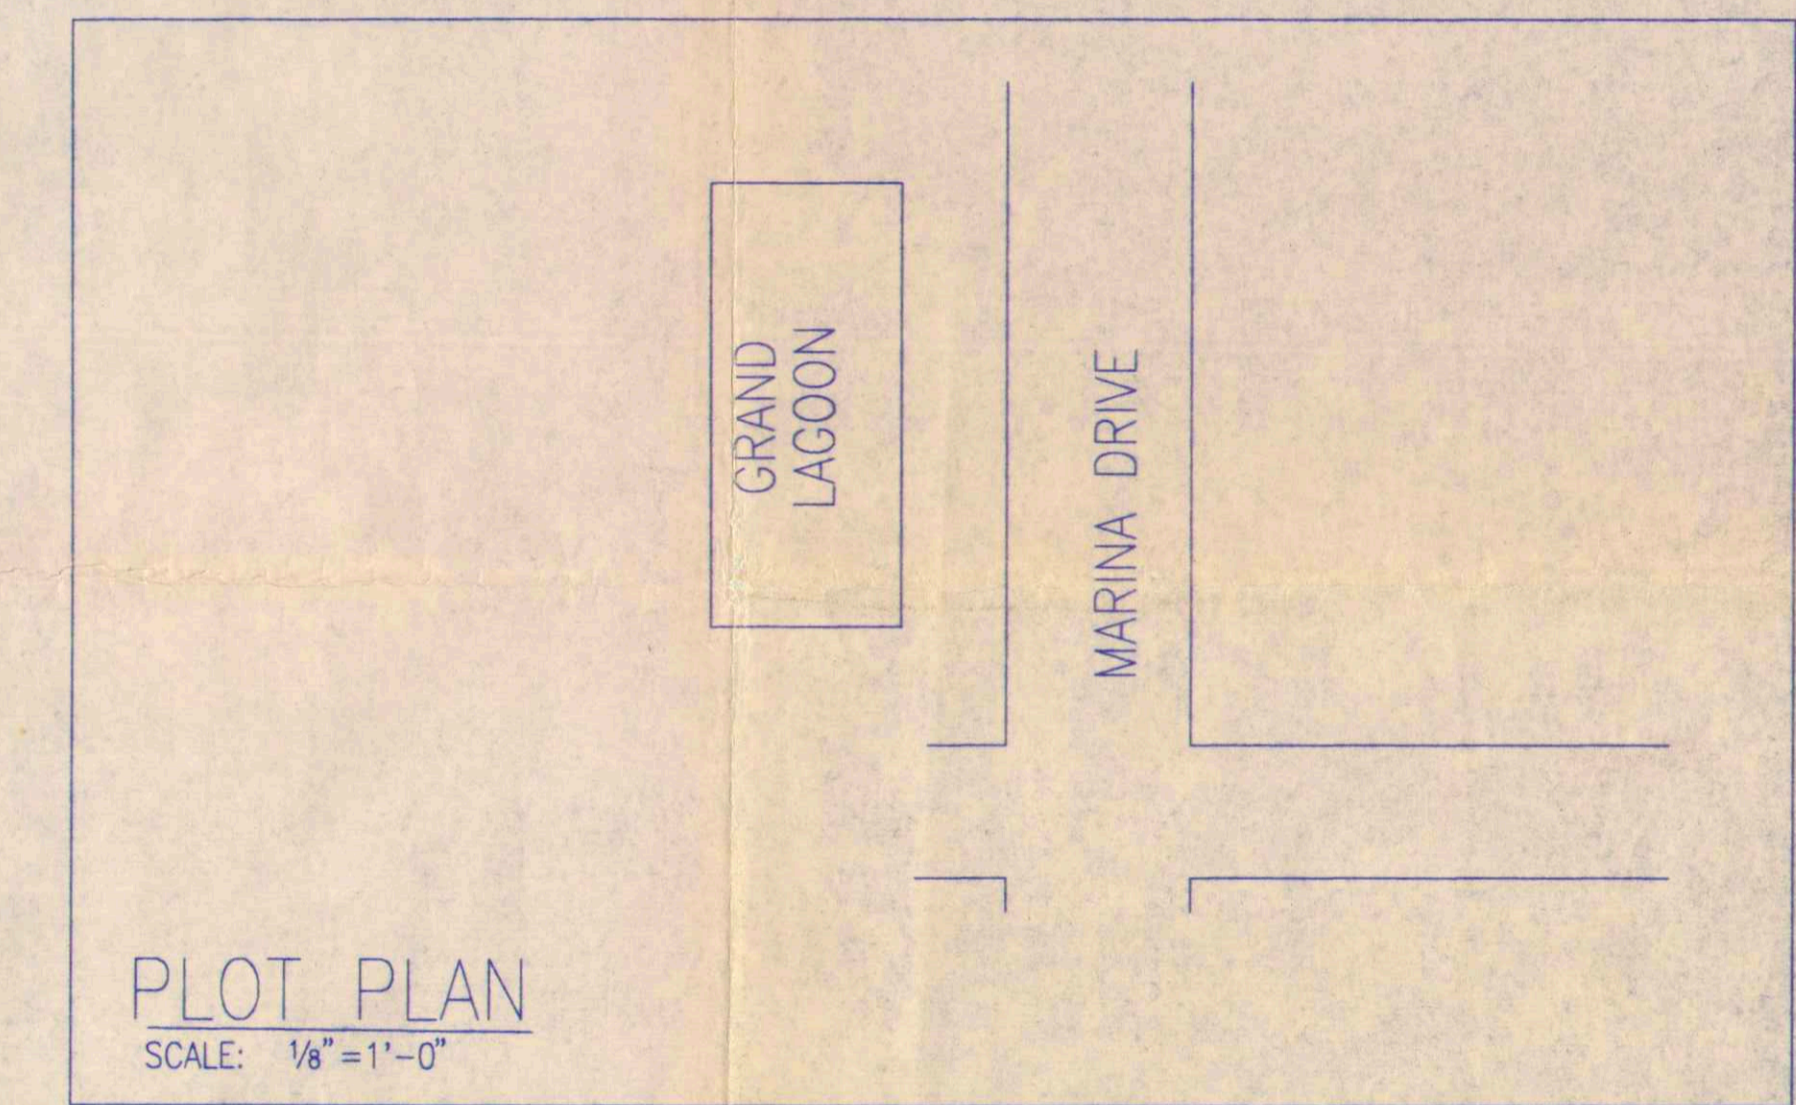 GRAND
LAGOON
MARINA DRIVE
PLOT PLAN
SCALE: 1/8"=1'-0"